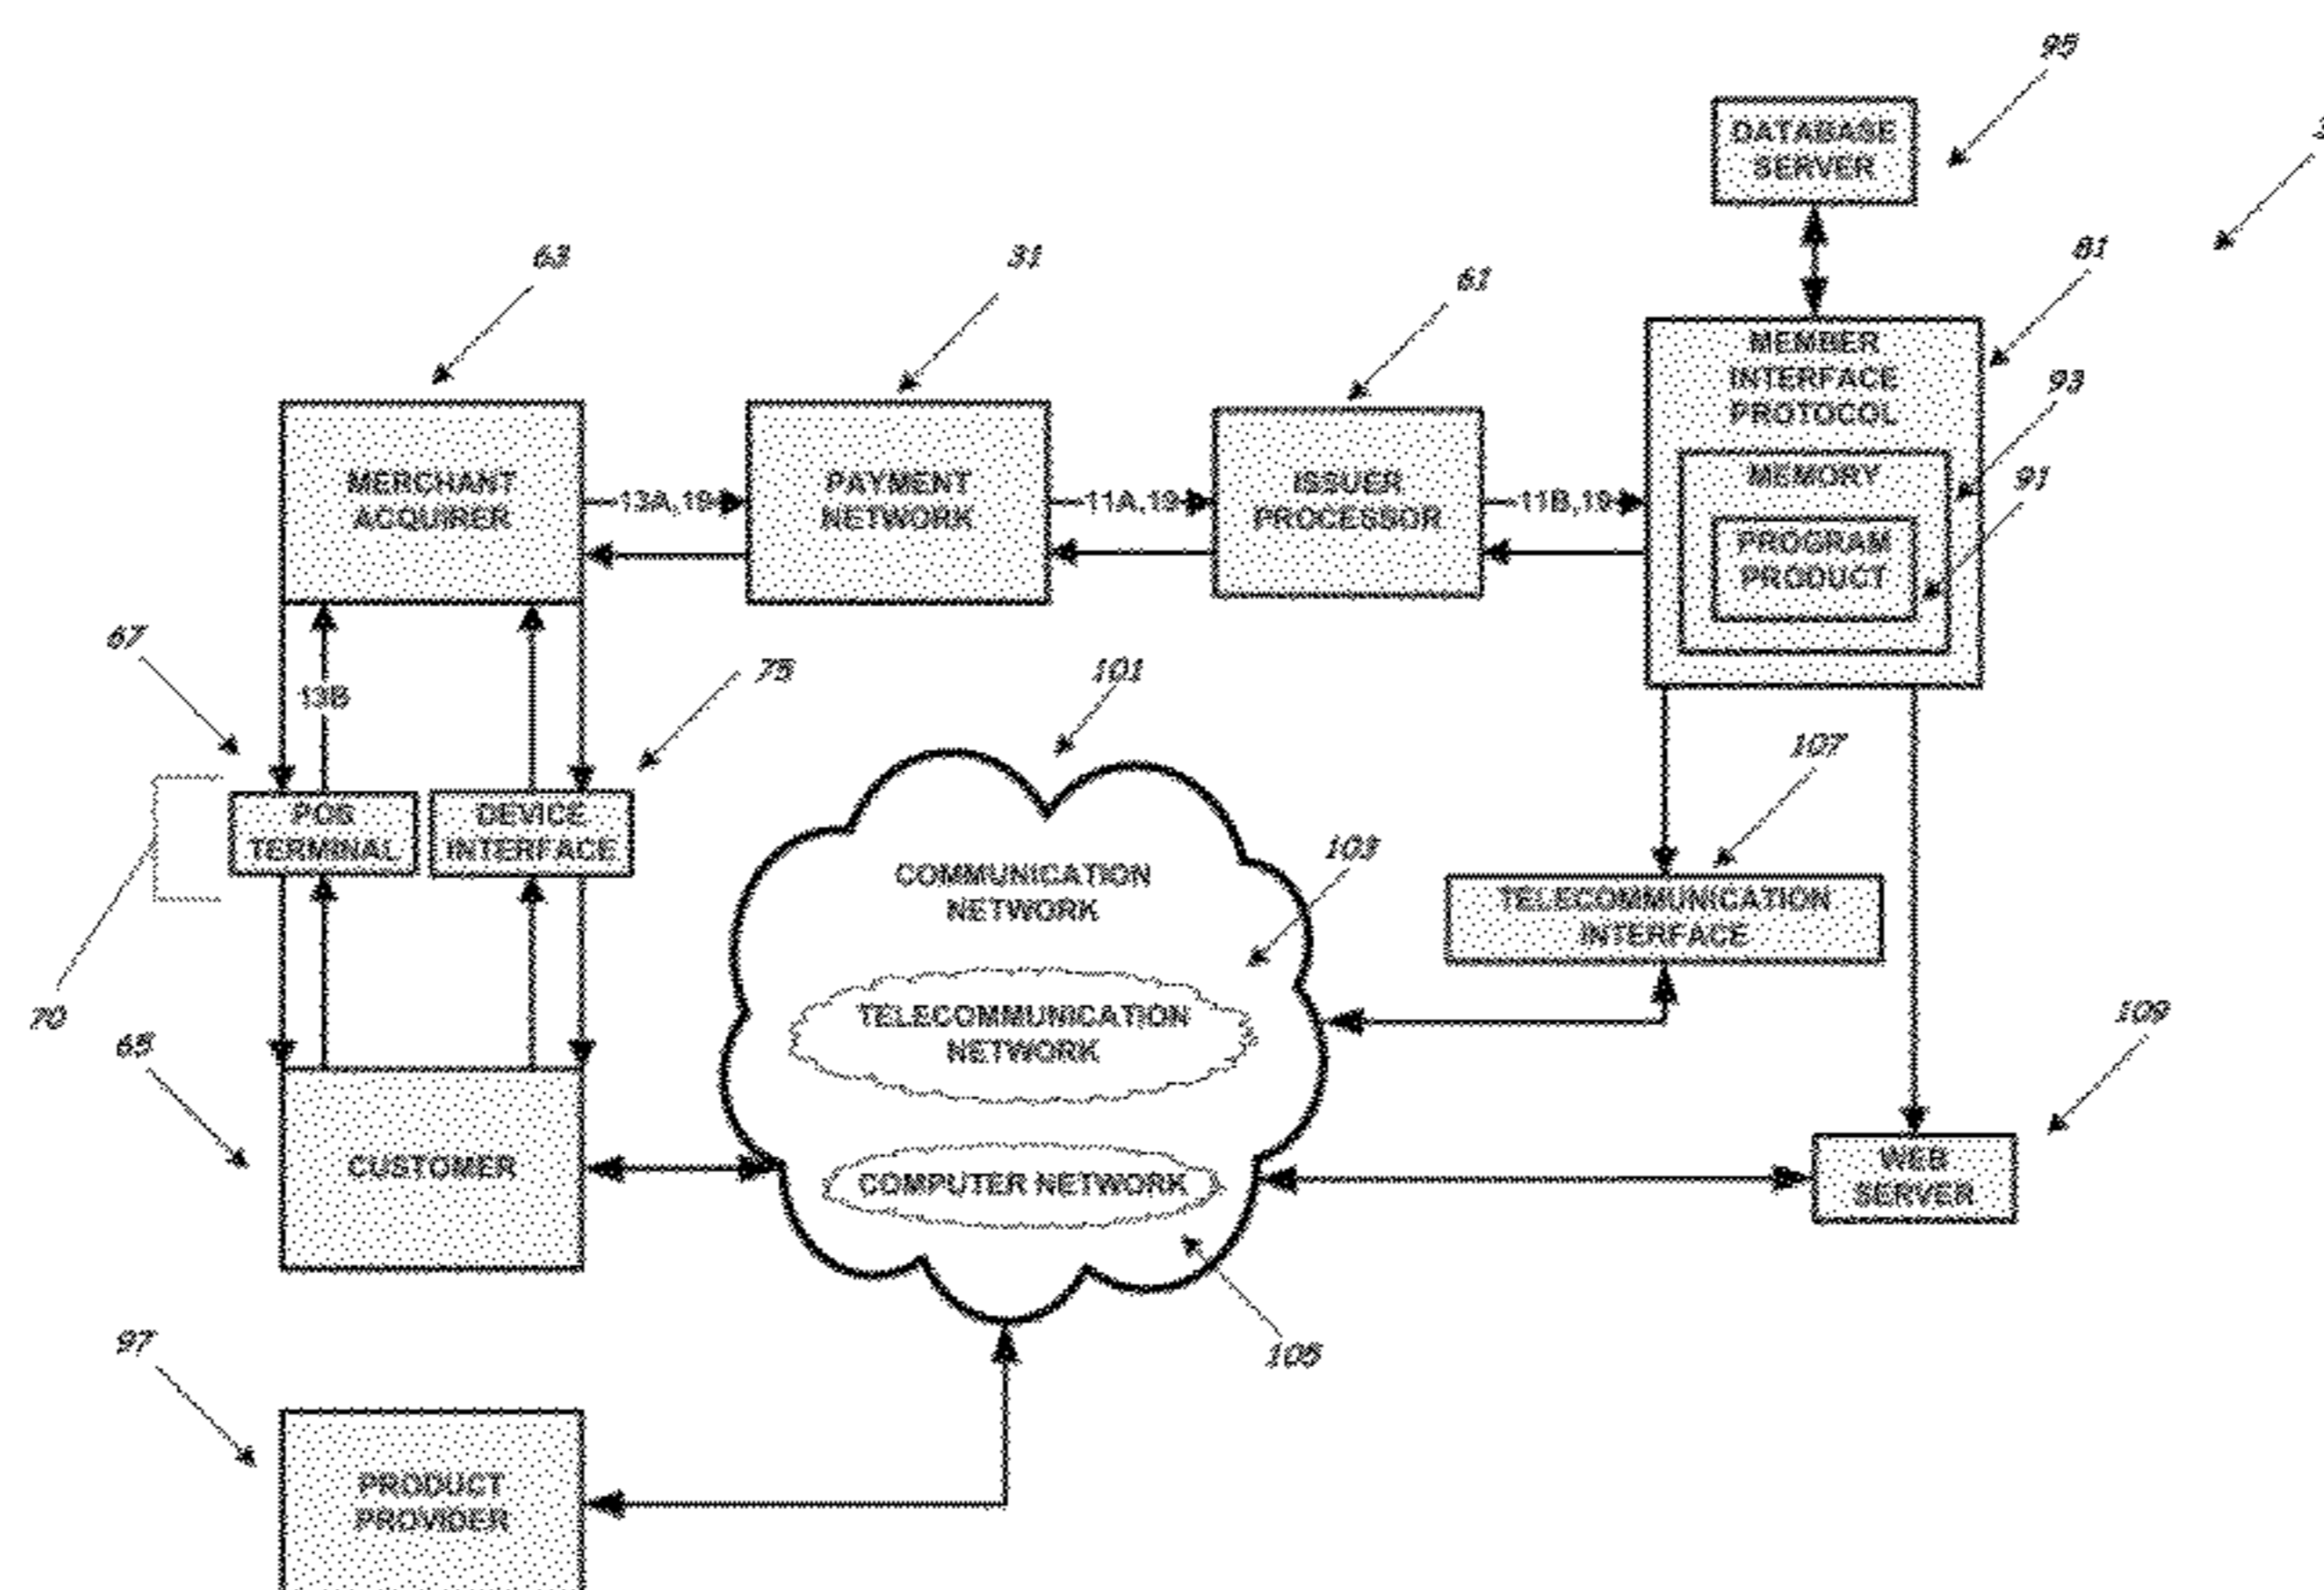 95
DATABASE
SERVER
63
31
61
81
MEMBER
INTERFACE
PROTOCOL
93
MERCHANT
ACQUIRER
13A,19
PAYMENT
NETWORK
11A,19
ISSUER
PROCESSOR
11B,19
MEMORY
91
PROGRAM
PRODUCT
67
13B
75
101
107
POS
TERMINAL
DEVICE
INTERFACE
COMMUNICATION
NETWORK
103
TELECOMMUNICATION
INTERFACE
70
65
TELECOMMUNICATION
NETWORK
109
CUSTOMER
COMPUTER NETWORK
WEB
SERVER
97
105
PRODUCT
PROVIDER